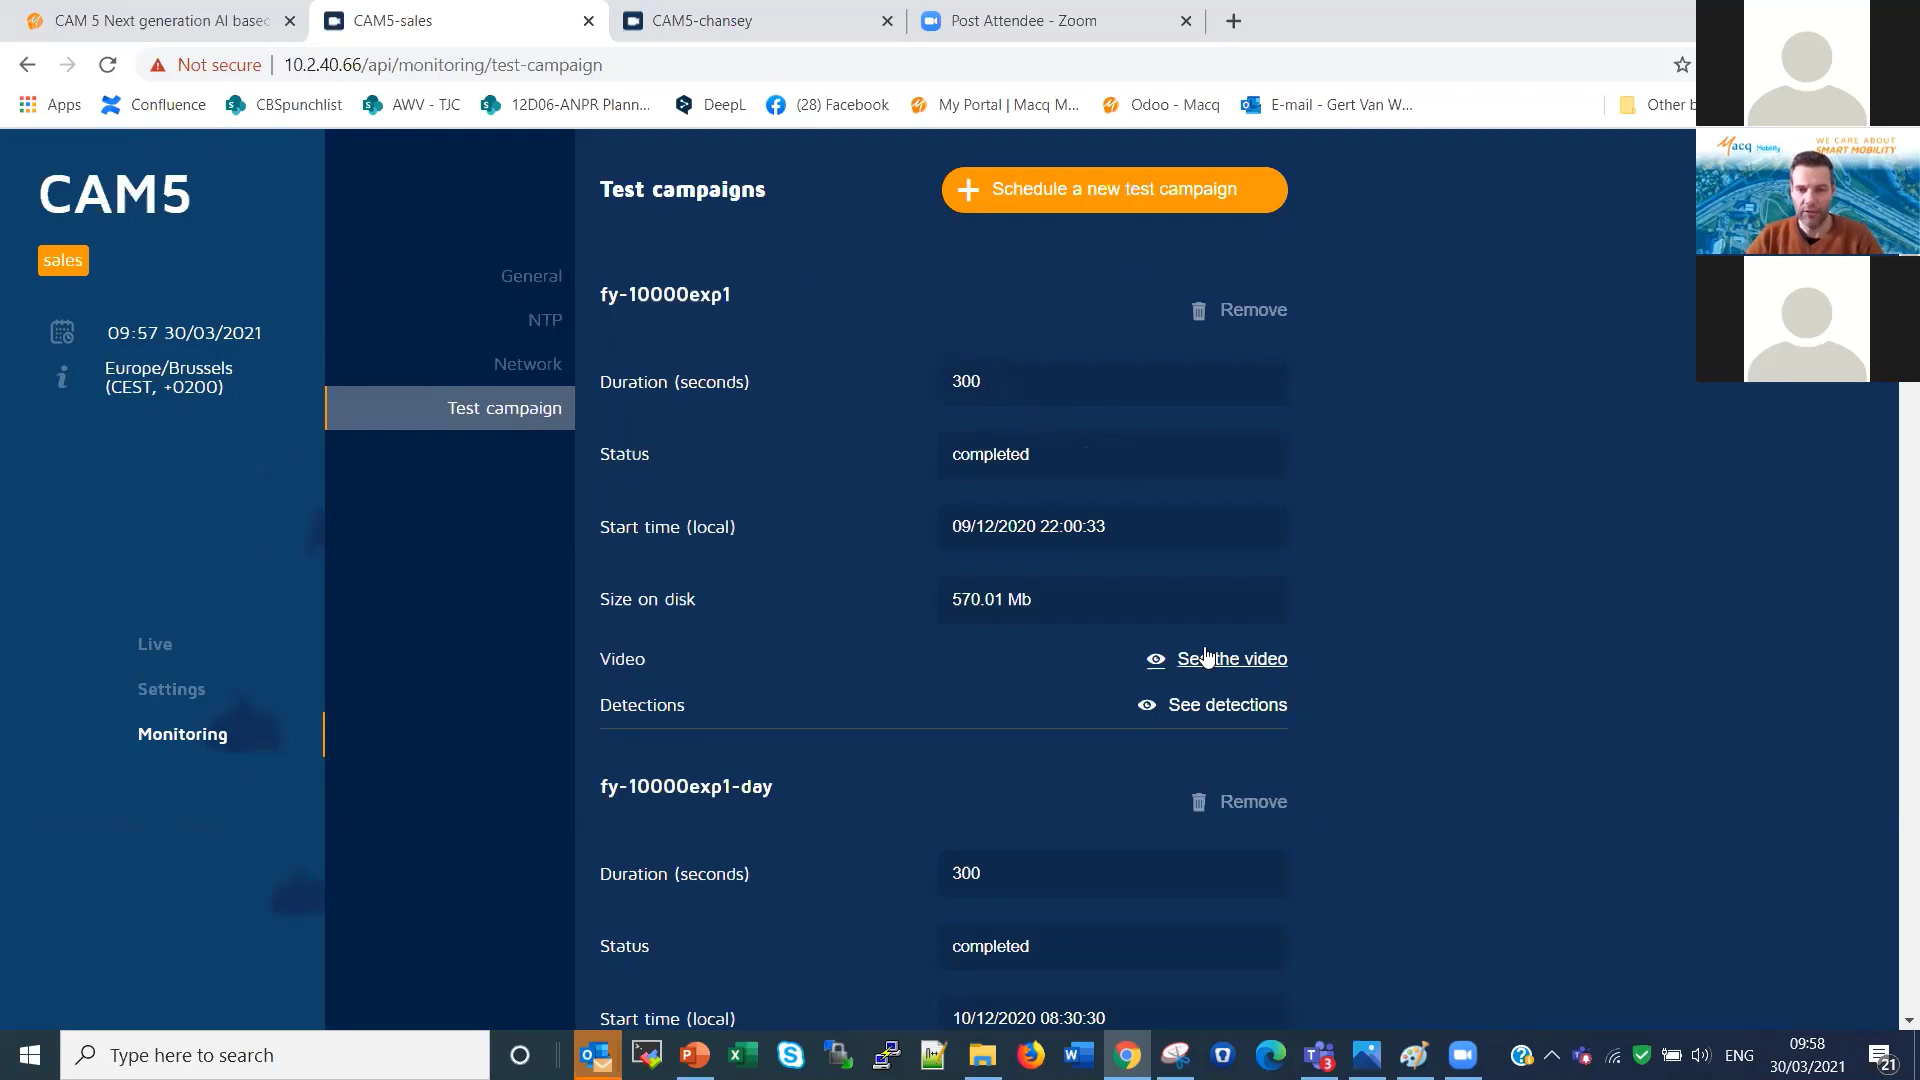 CAM 5 Next generation AI based
CAM5-sales
CAM5-chansey
Post Attendee - Zoom
Not secure
10.2.40.66/api/monitoring/test-campaign
Apps
Confluence
CBSpunchlist
AWV - TJC
12D06-ANPR Plann...
DeepL
(28) Facebook
My Portal | Macq M...
Odoo - Macq
E-mail - Gert Van W...
Other b
Macq Mobility
WE CARE ABOUT
SMART MOBILITY
CAM5
sales
09:57 30/03/2021
Europe/Brussels
(CEST, +0200)
Live
Settings
Monitoring
General
NTP
Network
Test campaign
Test campaigns
Schedule a new test campaign
fy-10000exp1
Remove
Duration (seconds)
300
Status
completed
Start time (local)
09/12/2020 22:00:33
Size on disk
570.01 Mb
Video
See the video
Detections
See detections
fy-10000exp1-day
Remove
Duration (seconds)
300
Status
completed
Start time (local)
10/12/2020 08:30:30
Type here to search
3
ENG
09:58
30/03/2021
21